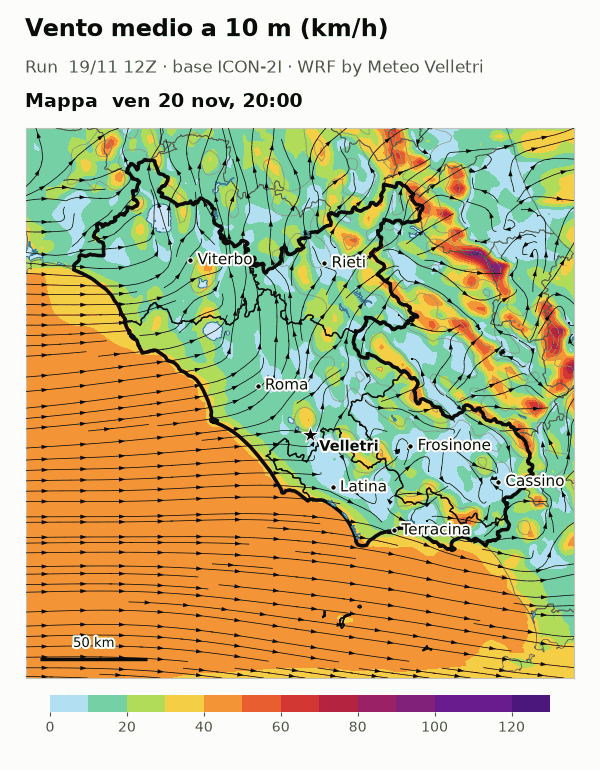 Vento medio a 10 m (km/h)
Run  19/11 12Z · base ICON-2I · WRF by Meteo Velletri
Mappa  ven 20 nov, 20:00
Viterbo
Rieti
Roma
Velletri
Frosinone
Latina
Cassino
Terracina
50 km
0 20 40 60 80 100 120